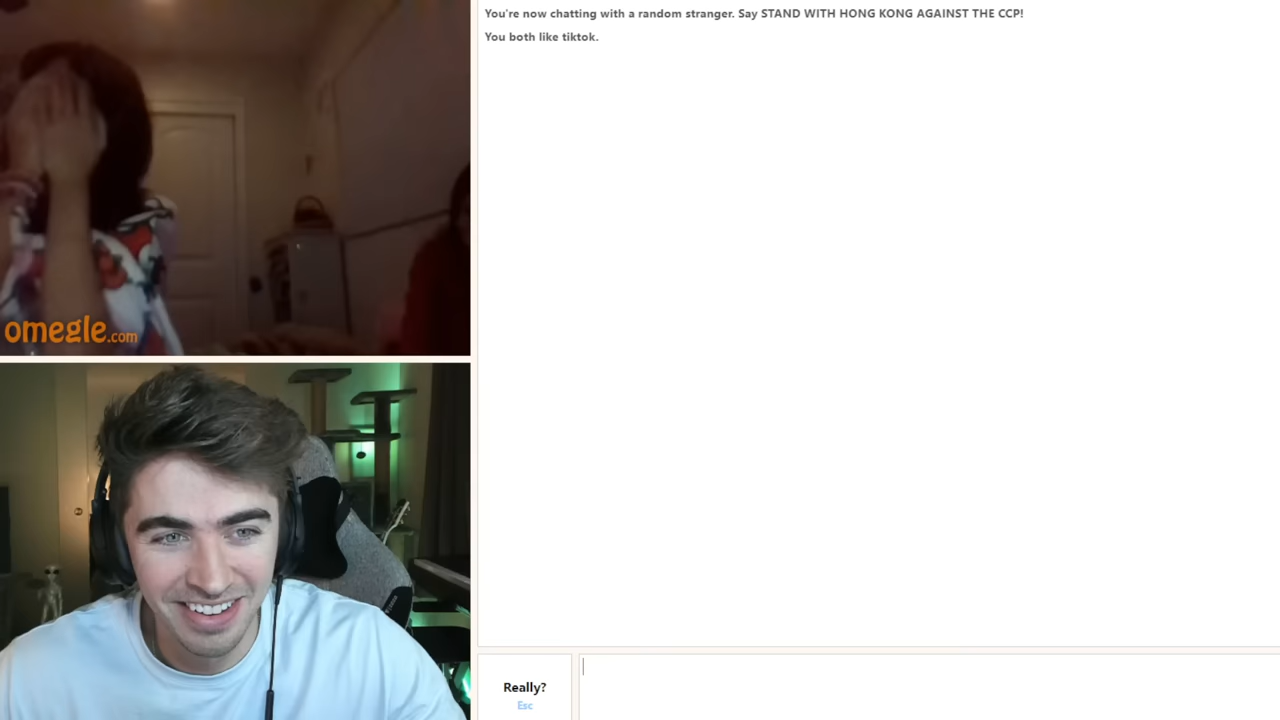 You're now chatting with a random stranger. Say STAND WITH HONG KONG AGAINST THE CCP!
You both like tiktok.
omegle.com
Really?
Esc